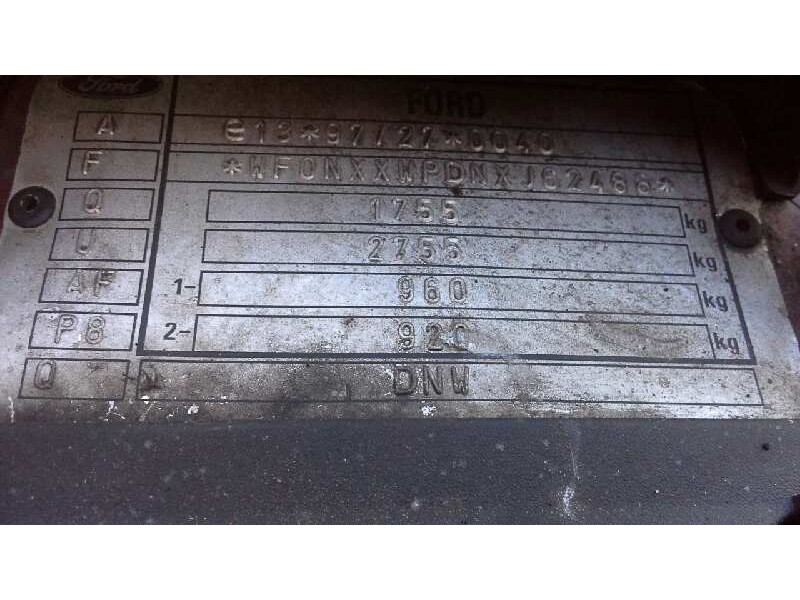 Ford FORD
A e13*97/27*0040
F *WF0NXXWPDNXJC2486*
Q 1755 kg
U 2755 kg
AF 1- 960 kg
P8 2- 920 kg
Q N DNW